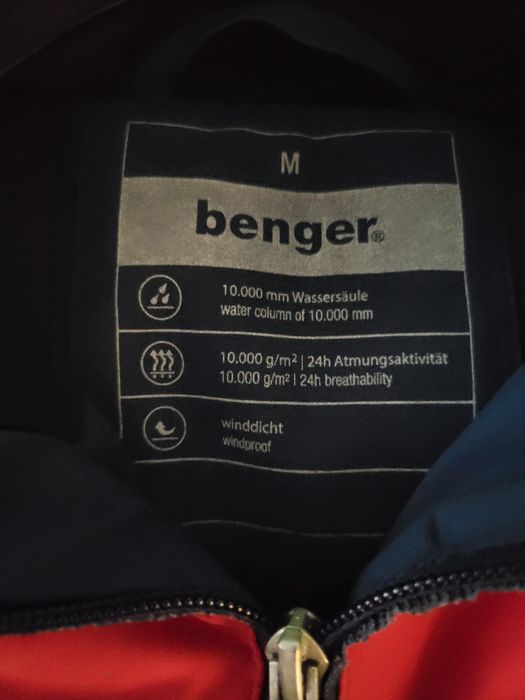 M
benger®
10.000 mm Wassersäule
water column of 10.000 mm
10.000 g/m² | 24h Atmungsaktivität
10.000 g/m² | 24h breathability
winddicht
windproof